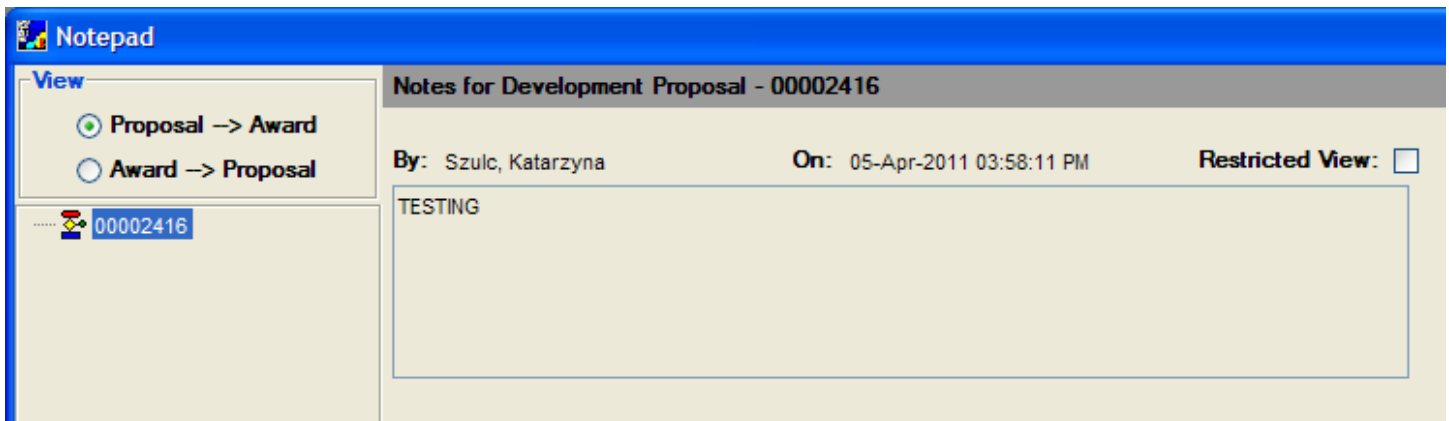 Notepad
View
Proposal --> Award
Award --> Proposal
00002416
Notes for Development Proposal - 00002416
By: Szulc, Katarzyna On: 05-Apr-2011 03:58:11 PM Restricted View:
TESTING